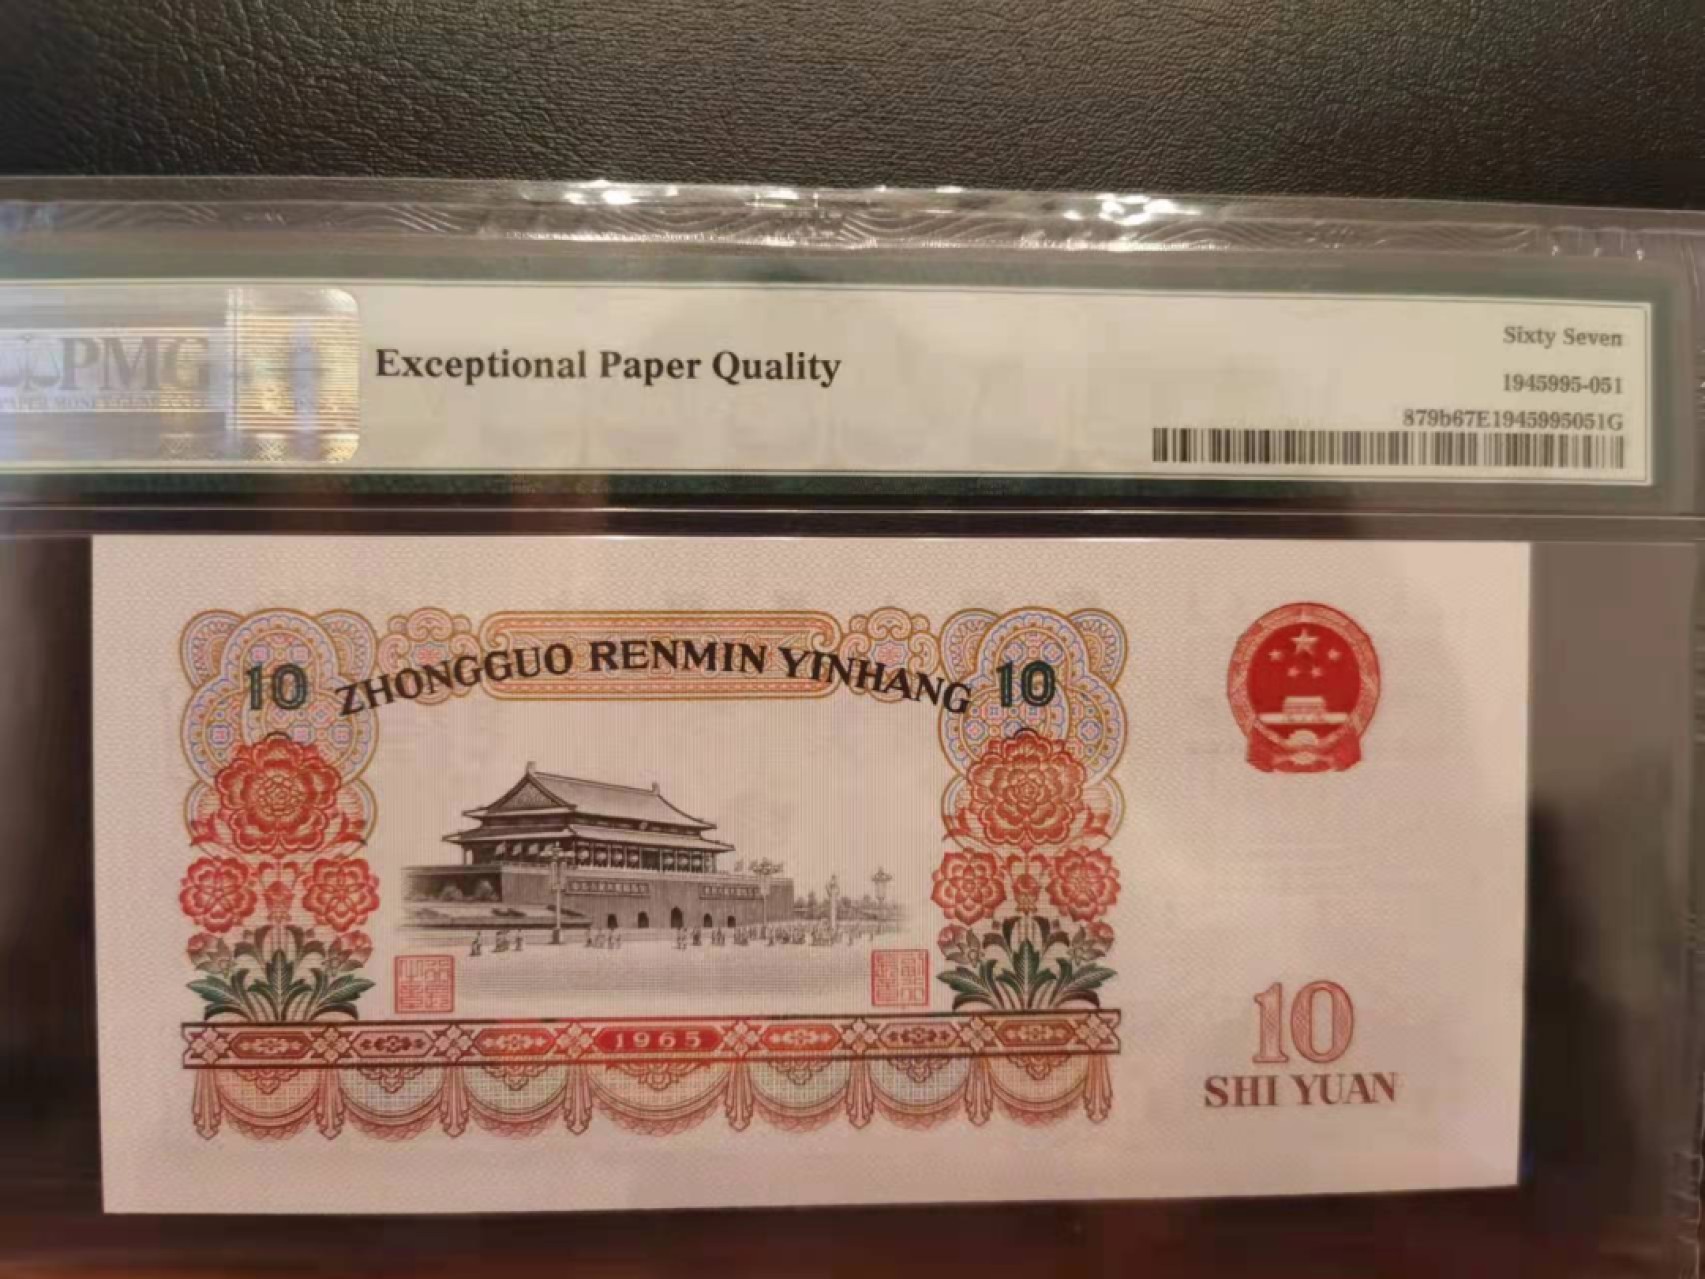 PMG
Exceptional Paper Quality
Sixty Seven
1945995-051
879b67E1945995051G
10 ZHONGGUO RENMIN YINHANG 10
1965
10
SHI YUAN